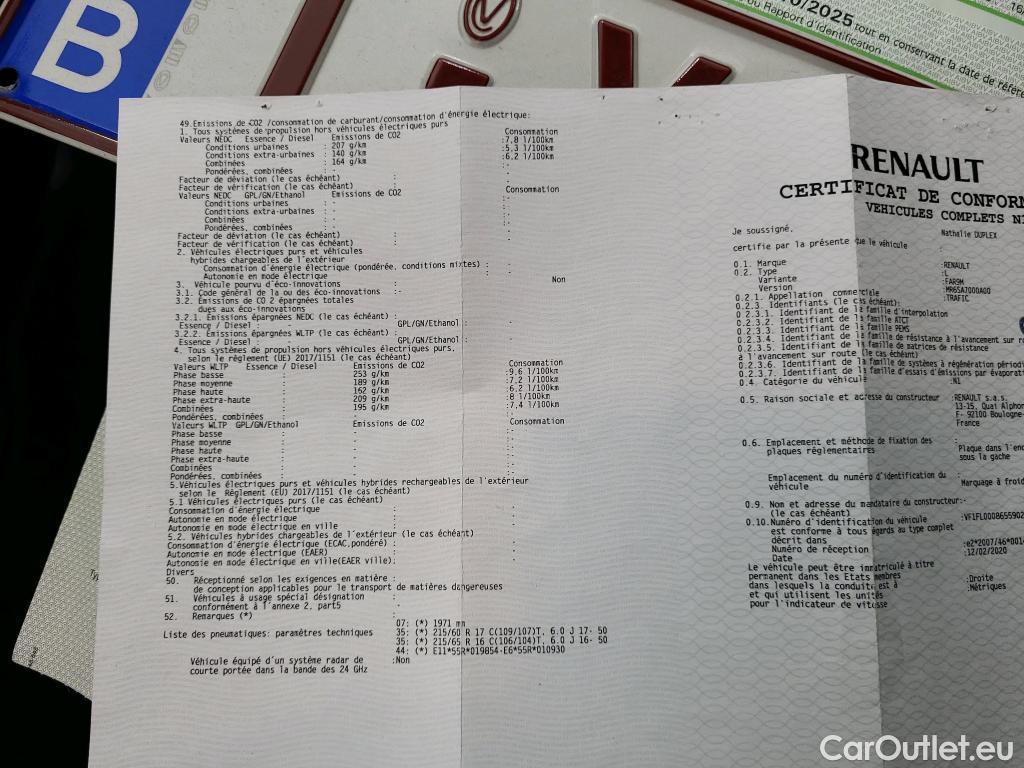 B
0/2025 tout en conservant la date de référe
ou Rapport d'identification
49.Emissions de CO2 /consommation de carburant/consommation d'énergie électrique:
1. Tous systèmes de propulsion hors véhicules électriques purs
Valeurs NEDC Essence / Diesel Emissions de CO2 Consommation
Conditions urbaines : 207 g/km :7,8 l/100km
Conditions extra-urbaines : 140 g/km :5,3 l/100km
Combinées : 164 g/km :6,2 l/100km
Pondérées, combinées : - :-
Facteur de déviation (le cas échéant) :
Facteur de vérification (le cas échéant) :
Valeurs NEDC GPL/GN/Ethanol Emissions de CO2 Consommation
Conditions urbaines : - :-
Conditions extra-urbaines : - :-
Combinées : - :-
Pondérées, combinées : - :-
Facteur de déviation (le cas échéant) :
Facteur de vérification (le cas échéant) :
2. Véhicules électriques purs et véhicules
hybrides chargeables de l'extérieur
Consommation d'énergie électrique (pondérée, conditions mixtes) : -
Autonomie en mode électrique : -
3. Véhicule pourvu d'éco-innovations : Non
3.1. Code général de la ou des éco-innovations :-
3.2. Emissions de CO 2 épargnées totales
dues aux éco-innovations
3.2.1. Emissions épargnées NEDC (le cas échéant) :
Essence / Diesel : - GPL/GN/Ethanol : -
3.2.2. Emissions épargnées WLTP (le cas échéant) :
Essence / Diesel : - GPL/GN/Ethanol : -
4. Tous systèmes de propulsion hors véhicules électriques purs,
selon le règlement (UE) 2017/1151 (le cas échéant)
Valeurs WLTP Essence / Diesel Emissions de CO2 Consommation
Phase basse : 253 g/km :9,6 l/100km
Phase moyenne : 189 g/km :7,2 l/100km
Phase haute : 162 g/km :6,2 l/100km
Phase extra-haute : 209 g/km :8 l/100km
Combinées : 195 g/km :7,4 l/100km
Pondérées, combinées : -
Valeurs WLTP GPL/GN/Ethanol Emissions de CO2 Consommation
Phase basse : - :-
Phase moyenne : - :-
Phase haute : - :-
Phase extra-haute : - :-
Combinées : - :-
Pondérées, combinées : - :-
5.Véhicules électriques purs et véhicules hybrides rechargeables de l'extérieur
selon le Règlement (EU) 2017/1151 (le cas échéant)
5.1 Véhicules électriques purs (le cas échéant)
Consommation d'énergie électrique :
Autonomie en mode électrique :
Autonomie en mode électrique en ville :
5.2. Véhicules hybrides chargeables de l'extérieur (le cas échéant)
Consommation d'énergie électrique (ECAC,pondéré) :
Autonomie en mode électrique (EAER) :
Autonomie en mode électrique en ville(EAER ville):
Divers
50. Réceptionné selon les exigences en matière :
de conception applicables pour le transport de matières dangereuses
51. Véhicules à usage spécial désignation :
conformément à l'annexe 2, part5
52. Remarques (*) :
07: (*) 1971 mm
Liste des pneumatiques: paramètres techniques 35: (*) 215/60 R 17 C(109/107)T, 6.0 J 17- 50
35: (*) 215/65 R 16 C(106/104)T, 6.0 J 16- 50
44: (*) E11*55R*019854-E6*55R*010930
Véhicule équipé d'un système radar de :Non
courte portée dans la bande des 24 GHz
RENAULT
CERTIFICAT DE CONFORM
VEHICULES COMPLETS N1
Je soussigné, Nathalie DUPLEX
certifie par la présente que le véhicule :
0.1. Marque :RENAULT
0.2. Type :L
Variante :FAR9M
Version :MR65A7000A00
0.2.1. Appellation commerciale :TRAFIC
0.2.3. Identifiants (le cas échéant):
0.2.3.1. Identifiant de la famille d'interpolation
0.2.3.2. Identifiant de la famille ATCT
0.2.3.3. Identifiant de la famille PEMS
0.2.3.4. Identifiant de la famille de résistance à l'avancement sur ro
0.2.3.5. Identifiant de la famille de matrices de résistance
à l'avancement sur route (le cas échéant)
0.2.3.6. Identifiant de la famille de systèmes à régénération périodi
0.2.3.7. Identifiant de la famille d'essais d'émissions par évaporati
0.4. Catégorie du véhicule :N1
0.5. Raison sociale et adresse du constructeur :RENAULT s.a.s.
13-15, Quai Alphon
F- 92100 Boulogne-
France
0.6. Emplacement et méthode de fixation des :
plaques réglementaires Plaque dans l'enc
sous la gache
Emplacement du numéro d'identification du :
véhicule Marquage à froid
0.9. Nom et adresse du mandataire du constructeur:-
(le cas échéant)
0.10.Numéro d'identification du véhicule :VF1FL0008655902
est conforme à tous égards au type complet
décrit dans
Numéro de réception :e2*2007/46*001
Date :12/02/2020
Le véhicule peut être immatriculé à titre
permanent dans les Etats membres
dans lesquels la conduite est à :Droite
et qui utilisent les unités :Métriques
pour l'indicateur de vitesse
CarOutlet.eu